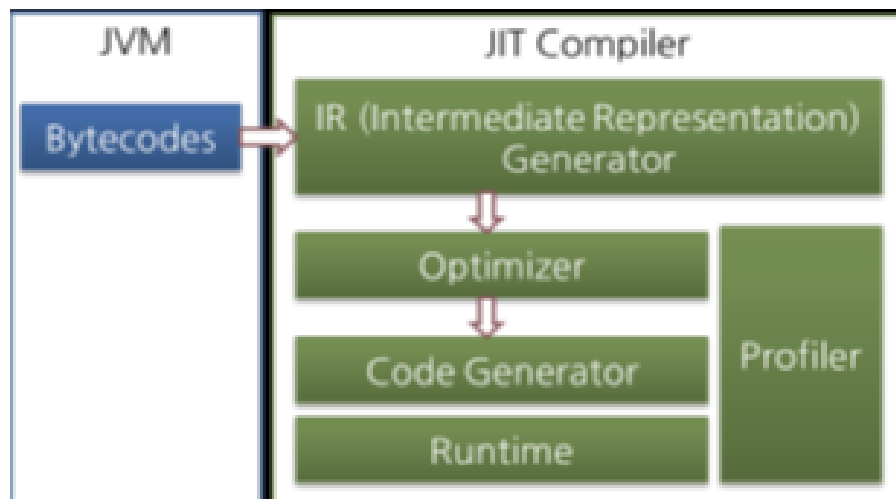 JVM
JIT Compiler
Bytecodes
IR (Intermediate Representation)
Generator
Optimizer
Profiler
Code Generator
Runtime